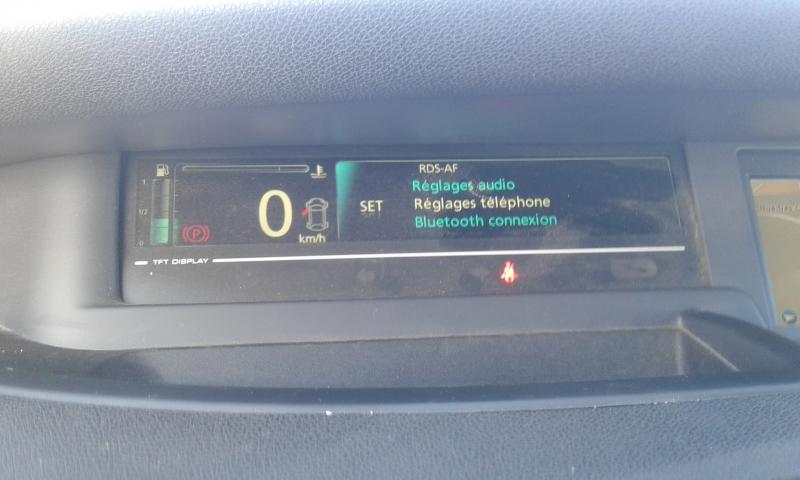 RDS-AF
Réglages audio
SET Réglages téléphone
Bluetooth connexion
1
1/2
0
P
0
km/h
TFT DISPLAY